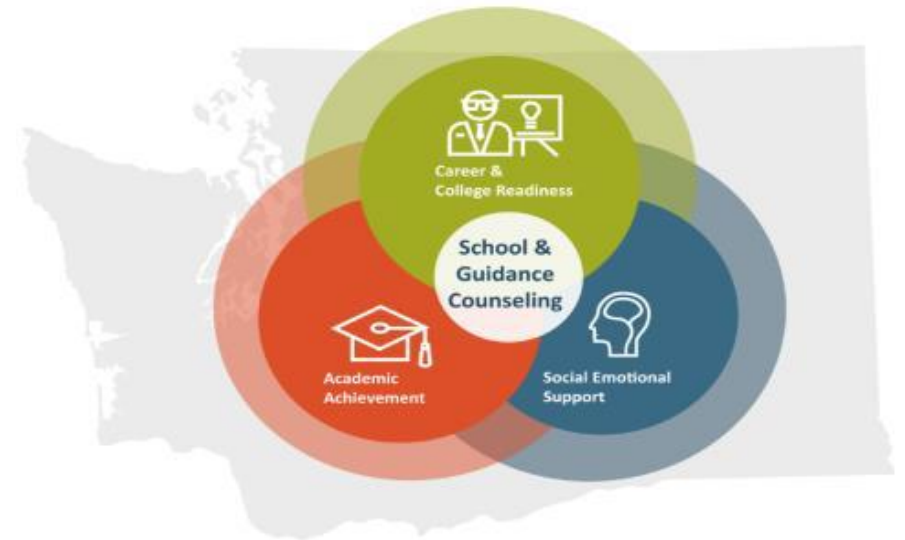 Career &
College Readiness
School &
Guidance
Counseling
Academic
Achievement
Social Emotional
Support